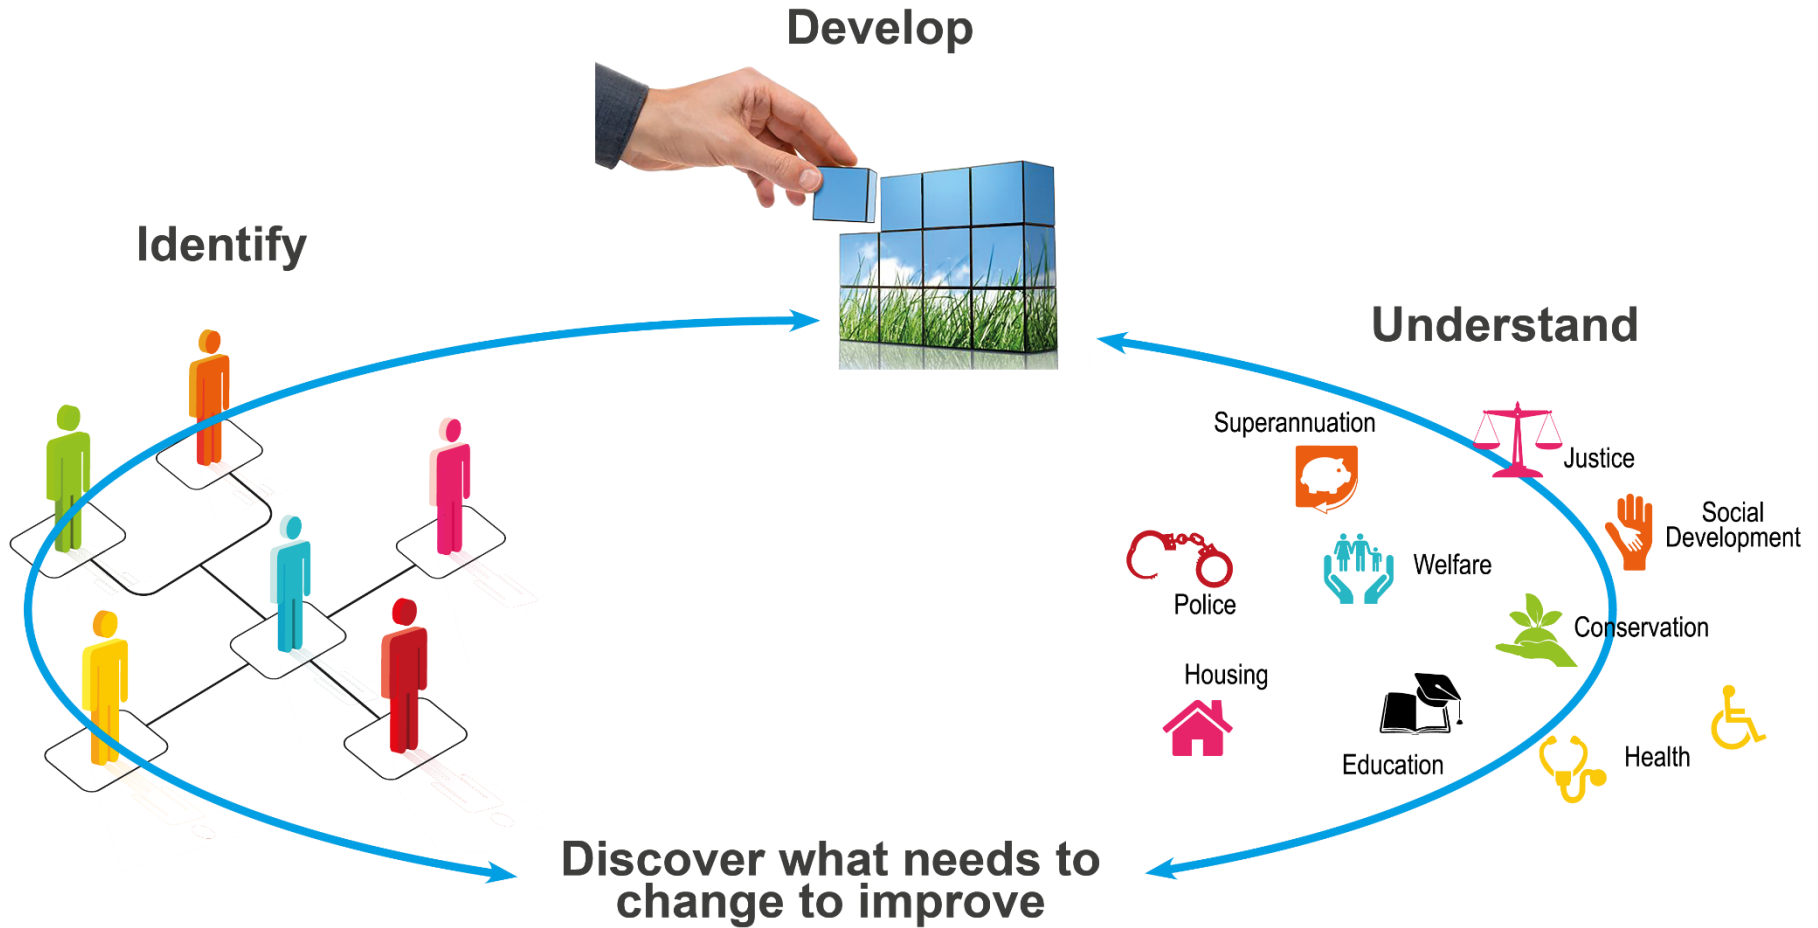 Develop
Identify
Understand
Superannuation
Justice
Social
Development
Welfare
Police
Conservation
Housing
Health
Education
Discover what needs to
change to improve